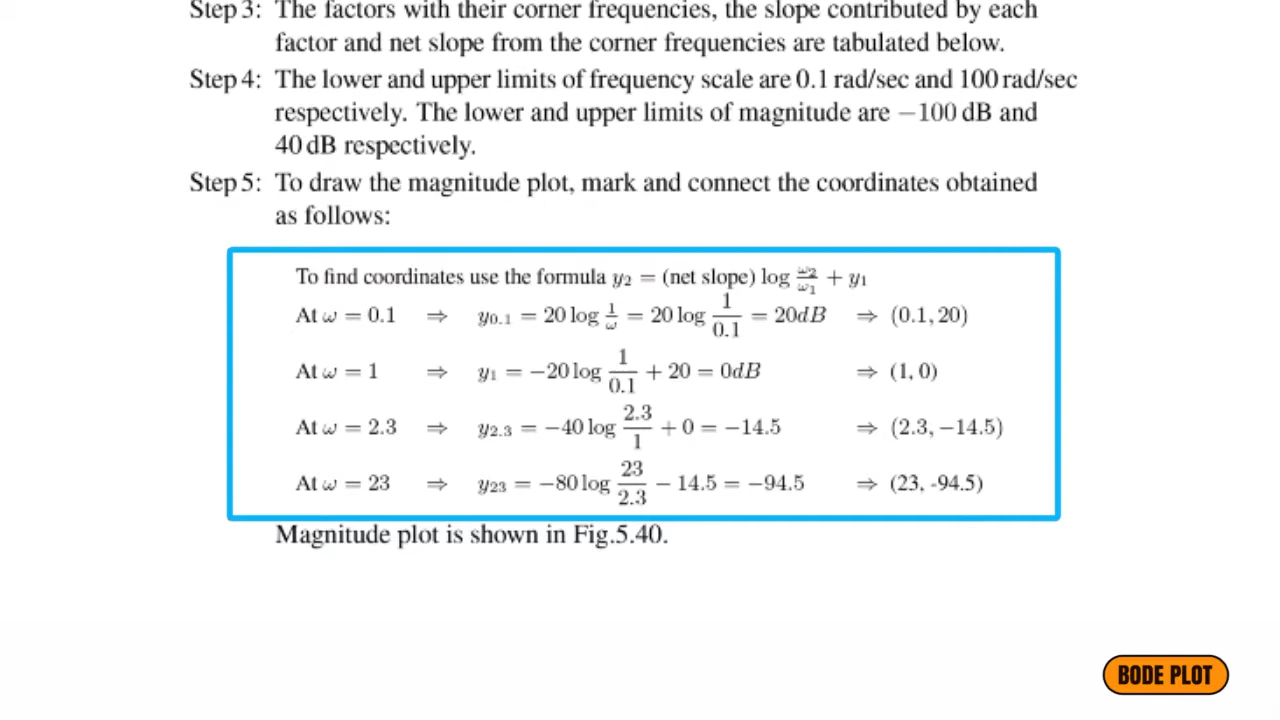 Step 3: The factors with their corner frequencies, the slope contributed by each
factor and net slope from the corner frequencies are tabulated below.
Step 4: The lower and upper limits of frequency scale are 0.1 rad/sec and 100 rad/sec
respectively. The lower and upper limits of magnitude are −100 dB and
40 dB respectively.
Step 5: To draw the magnitude plot, mark and connect the coordinates obtained
as follows:
To find coordinates use the formula y₂ = (net slope) log ω₂/ω₁ + y₁
At ω = 0.1 ⇒ y₀.₁ = 20 log 1/ω = 20 log 1/0.1 = 20dB ⇒ (0.1, 20)
At ω = 1 ⇒ y₁ = −20 log 1/0.1 + 20 = 0dB ⇒ (1, 0)
At ω = 2.3 ⇒ y₂.₃ = −40 log 2.3/1 + 0 = −14.5 ⇒ (2.3, −14.5)
At ω = 23 ⇒ y₂₃ = −80 log 23/2.3 − 14.5 = −94.5 ⇒ (23, -94.5)
Magnitude plot is shown in Fig.5.40.
BODE PLOT